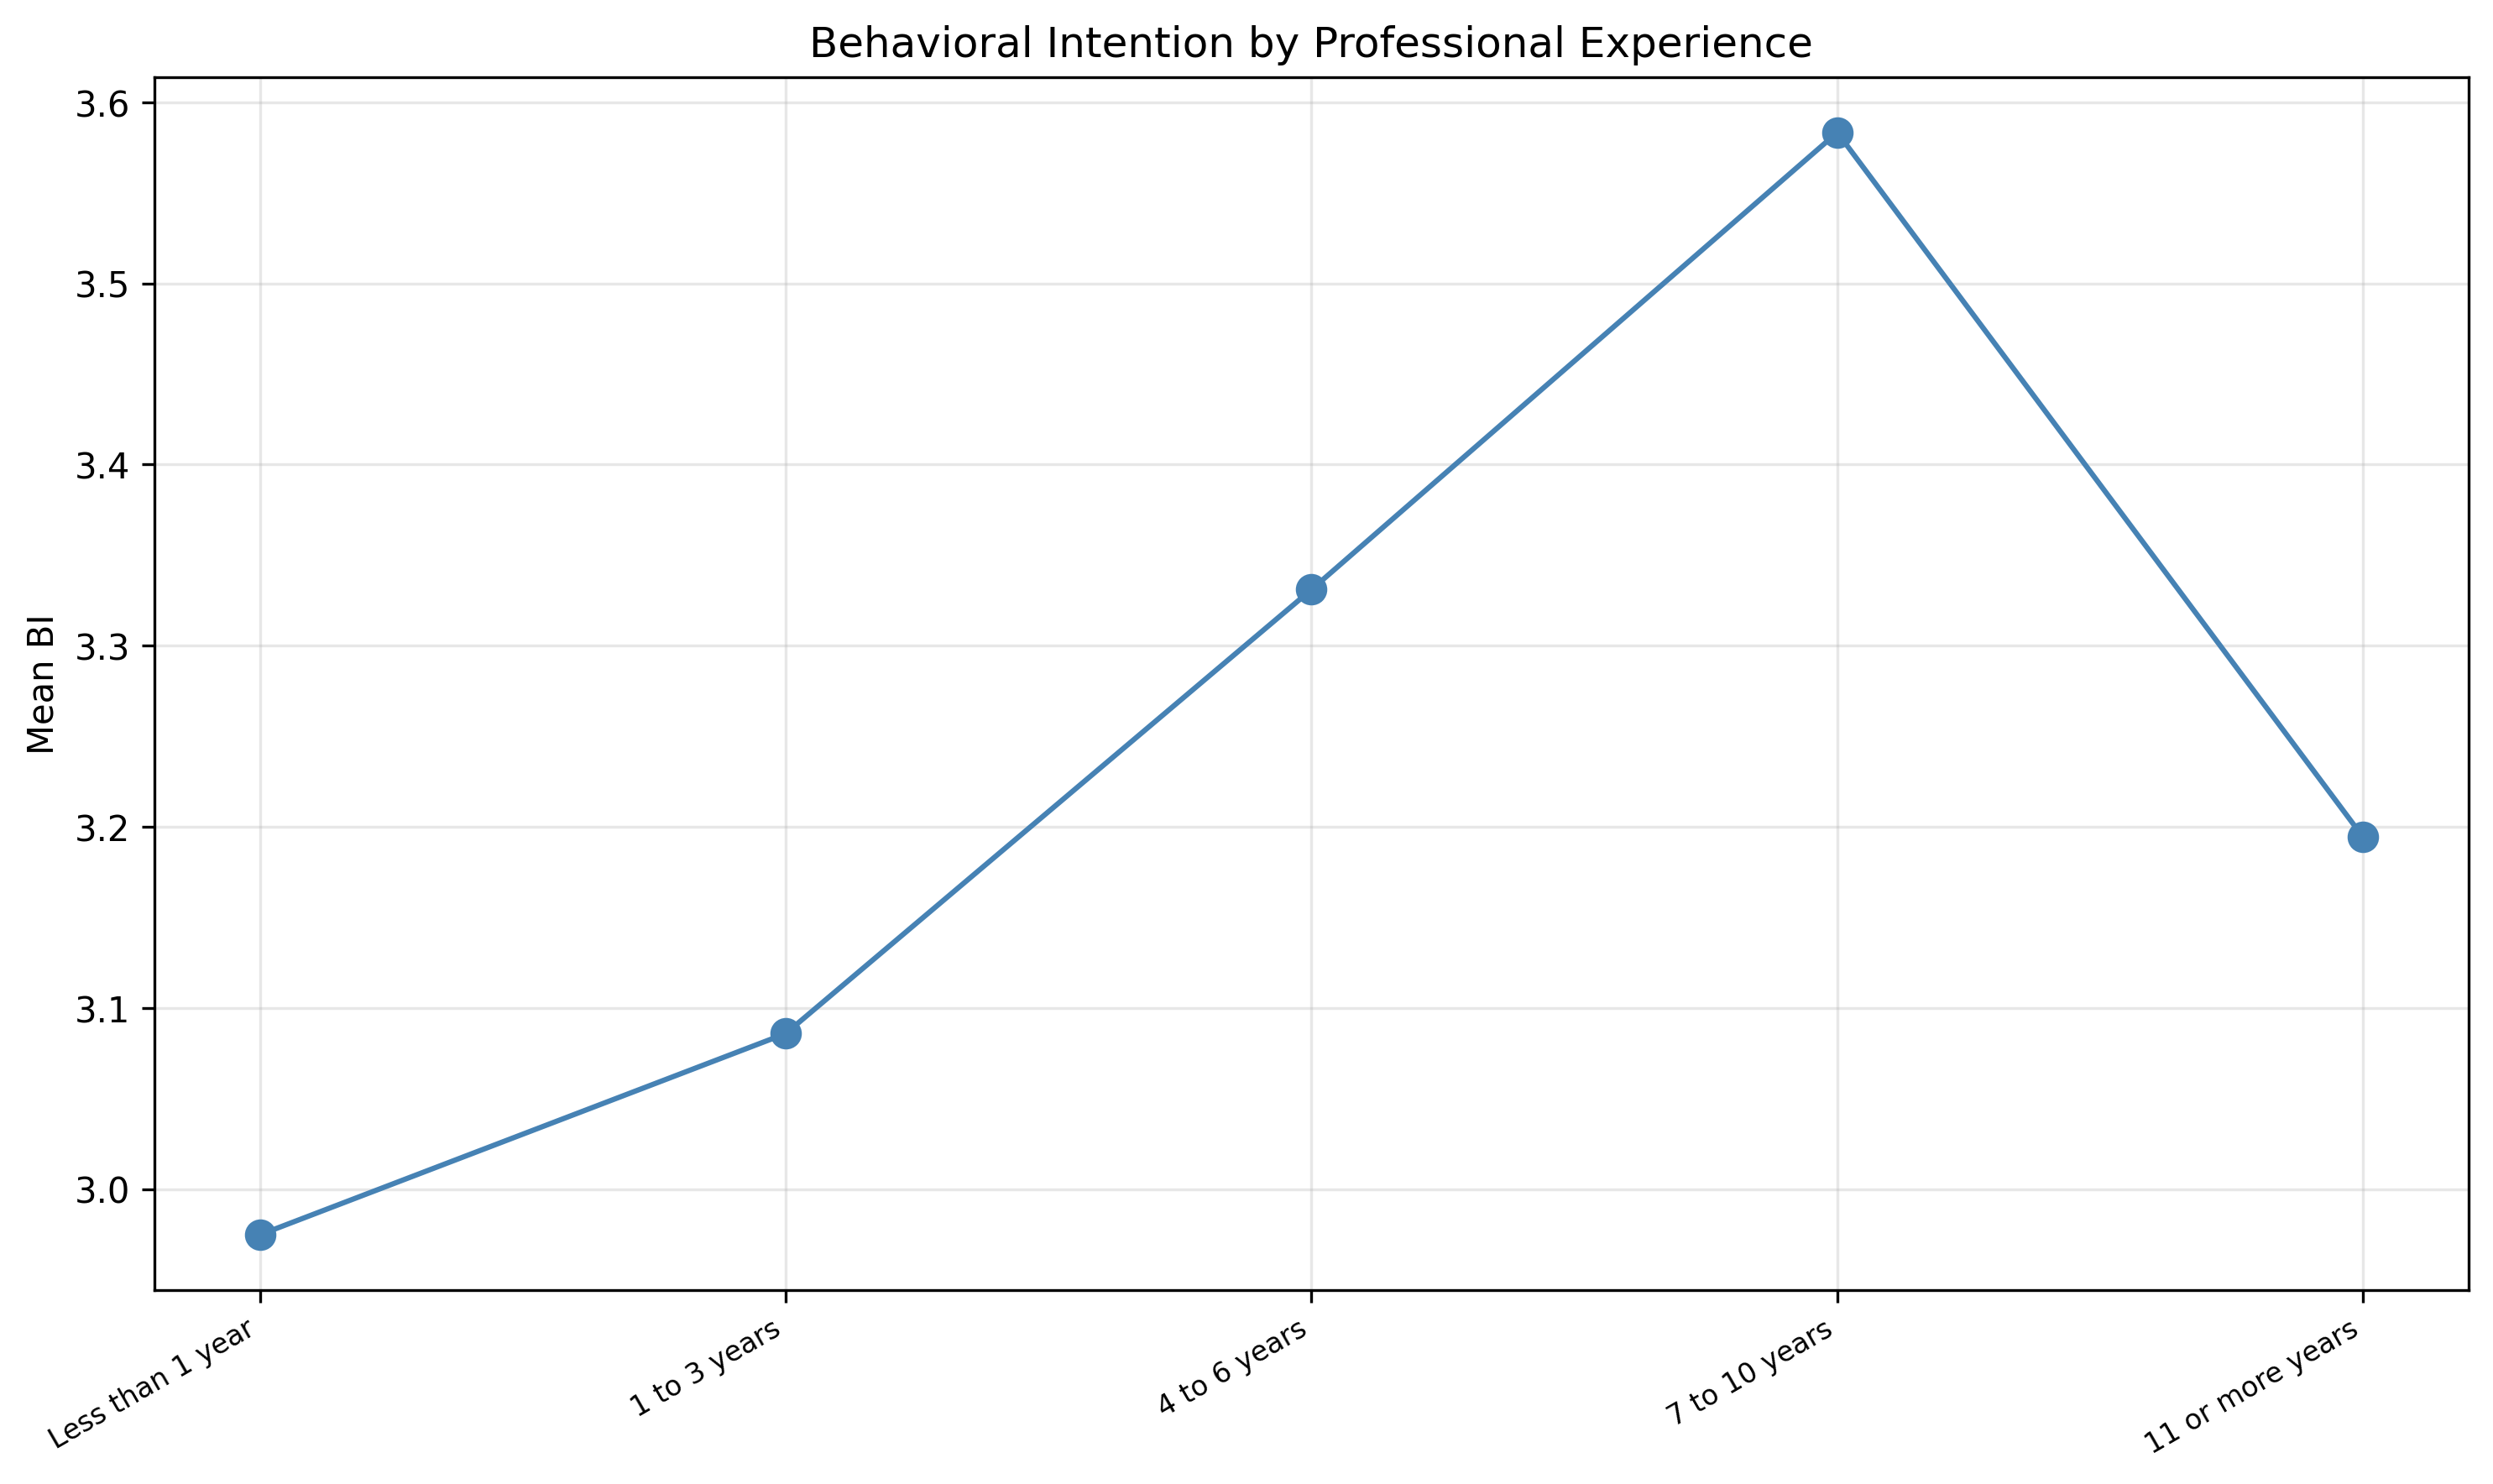 Behavioral Intention by Professional Experience
Mean BI
3.6
3.5
3.4
3.3
3.2
3.1
3.0
Less than 1 year
1 to 3 years
4 to 6 years
7 to 10 years
11 or more years